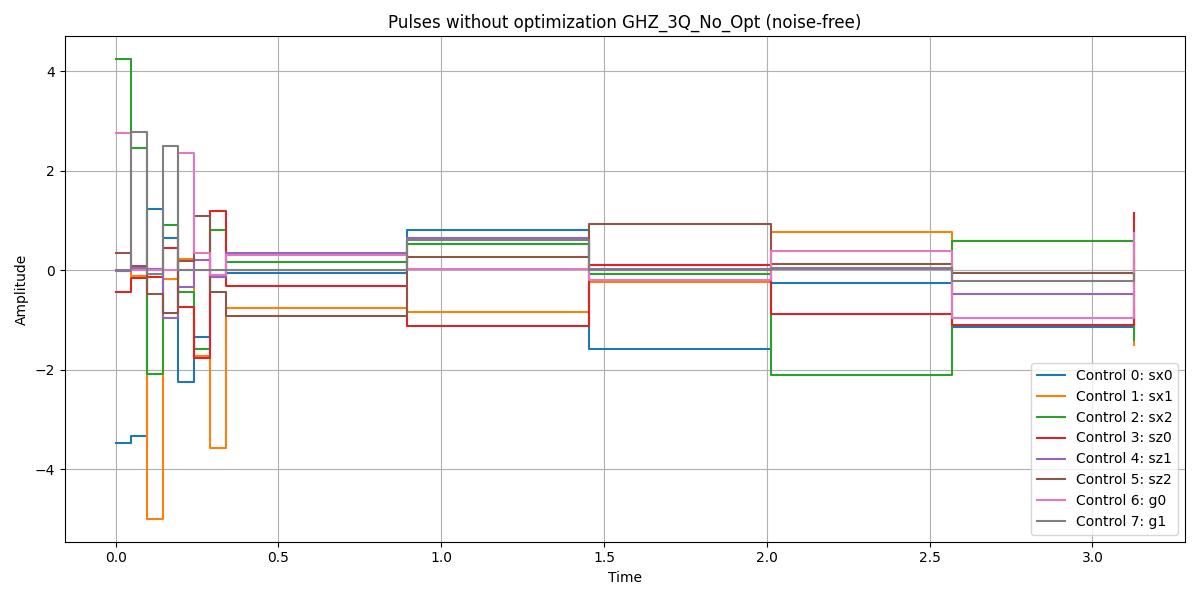 Pulses without optimization GHZ_3Q_No_Opt (noise-free)
Amplitude
4
2
0
−2
−4
0.0 0.5 1.0 1.5 2.0 2.5 3.0
Time
Control 0: sx0
Control 1: sx1
Control 2: sx2
Control 3: sz0
Control 4: sz1
Control 5: sz2
Control 6: g0
Control 7: g1